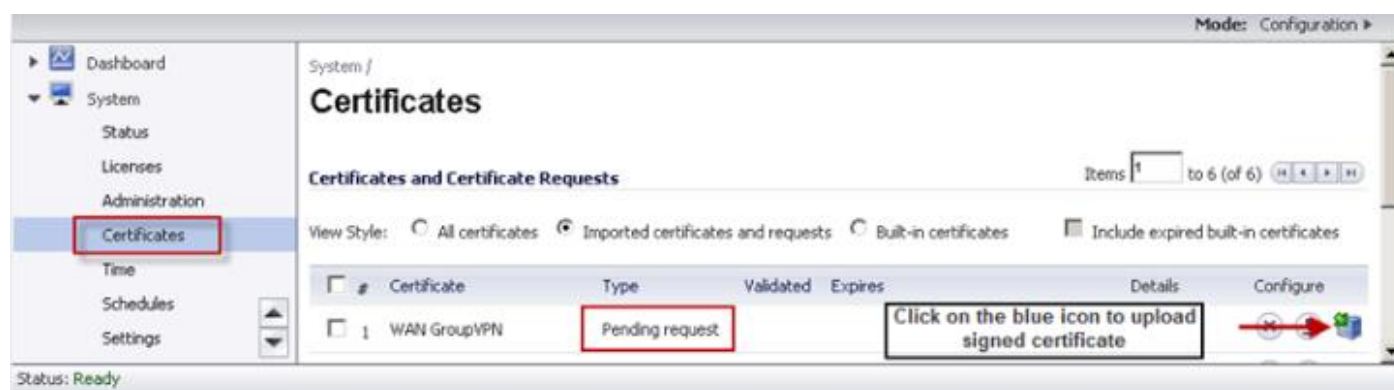 Mode: Configuration
Dashboard
System
Status
Licenses
Administration
Certificates
Time
Schedules
Settings
System /
Certificates
Certificates and Certificate Requests
Items 1 to 6 (of 6)
View Style: All certificates Imported certificates and requests Built-in certificates Include expired built-in certificates
# Certificate Type Validated Expires Details Configure
1 WAN GroupVPN Pending request
Click on the blue icon to upload
signed certificate
Status: Ready